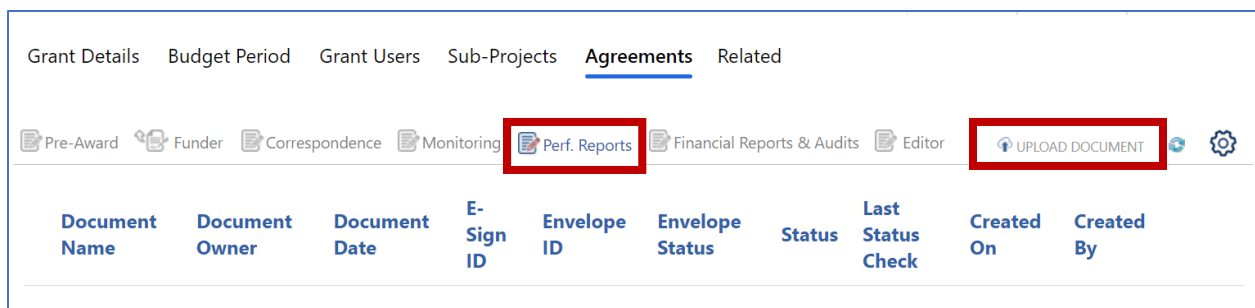 Grant Details Budget Period Grant Users Sub-Projects Agreements Related
Pre-Award Funder Correspondence Monitoring Perf. Reports Financial Reports & Audits Editor UPLOAD DOCUMENT
Document Name Document Owner Document Date E-Sign ID Envelope ID Envelope Status Status Last Status Check Created On Created By